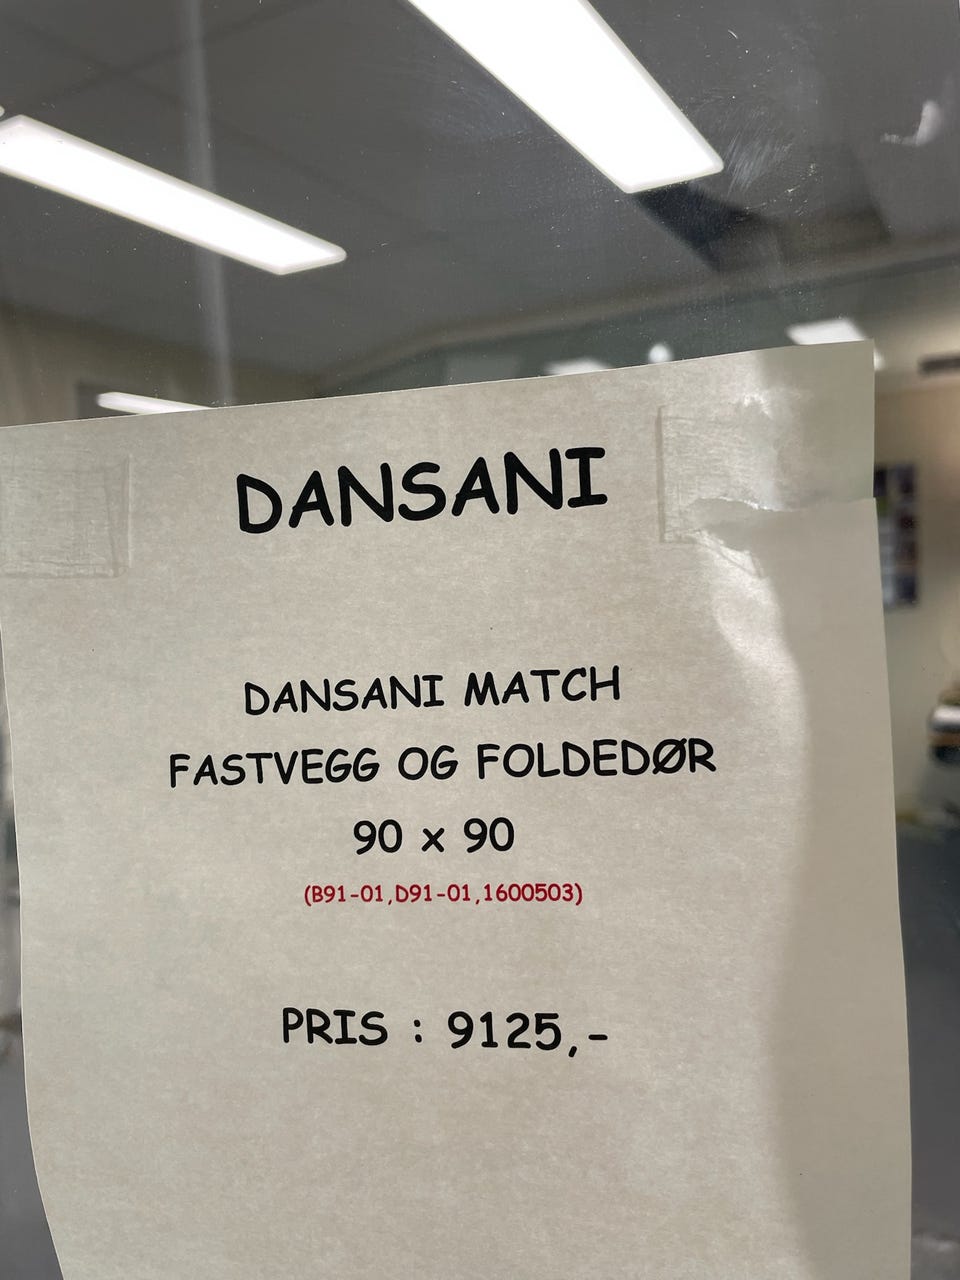 DANSANI
DANSANI MATCH
FASTVEGG OG FOLDEDØR
90 x 90
(B91-01,D91-01,1600503)
PRIS : 9125,-